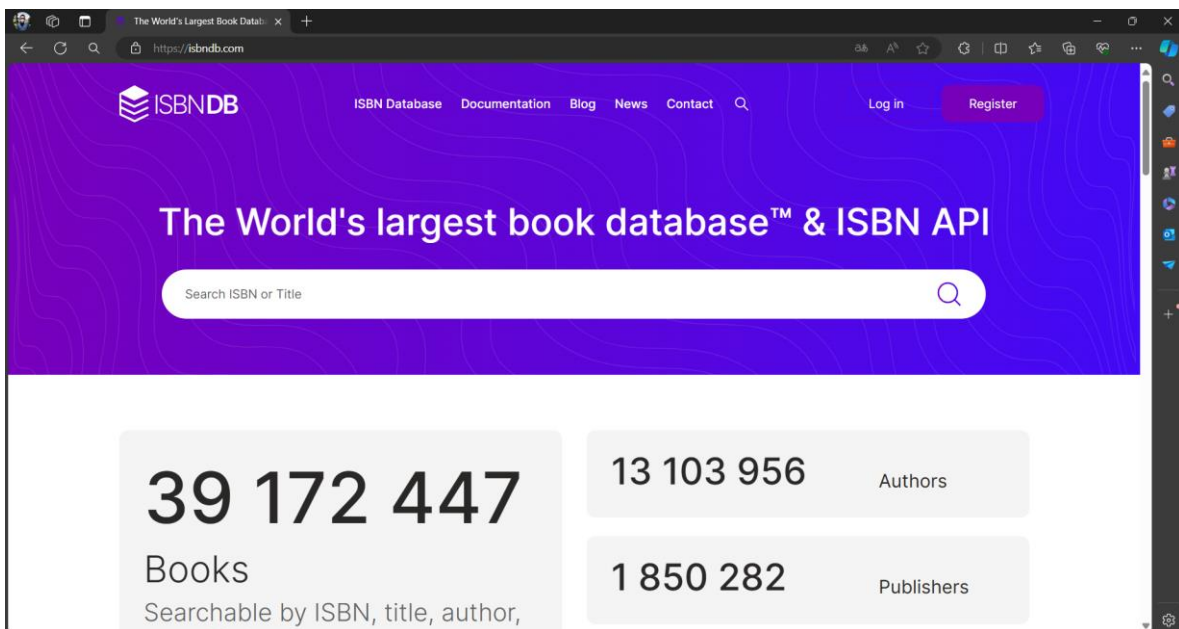 The World's Largest Book Datab
https://isbndb.com
ISBNDB
ISBN Database Documentation Blog News Contact
Log in Register
The World's largest book database™ & ISBN API
Search ISBN or Title
39 172 447
Books
Searchable by ISBN, title, author,
13 103 956 Authors
1 850 282 Publishers